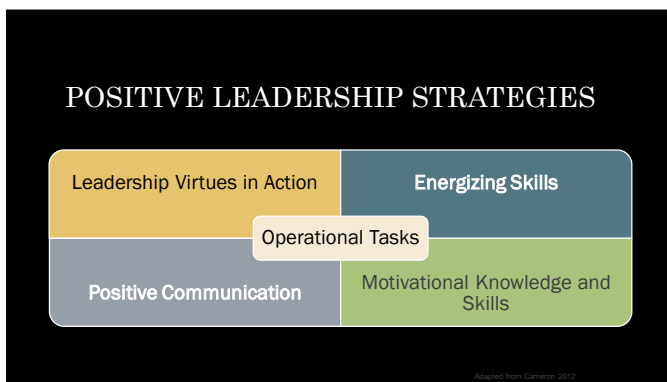 POSITIVE LEADERSHIP STRATEGIES
Leadership Virtues in Action
Energizing Skills
Operational Tasks
Positive Communication
Motivational Knowledge and
Skills
Adapted from Cameron 2012